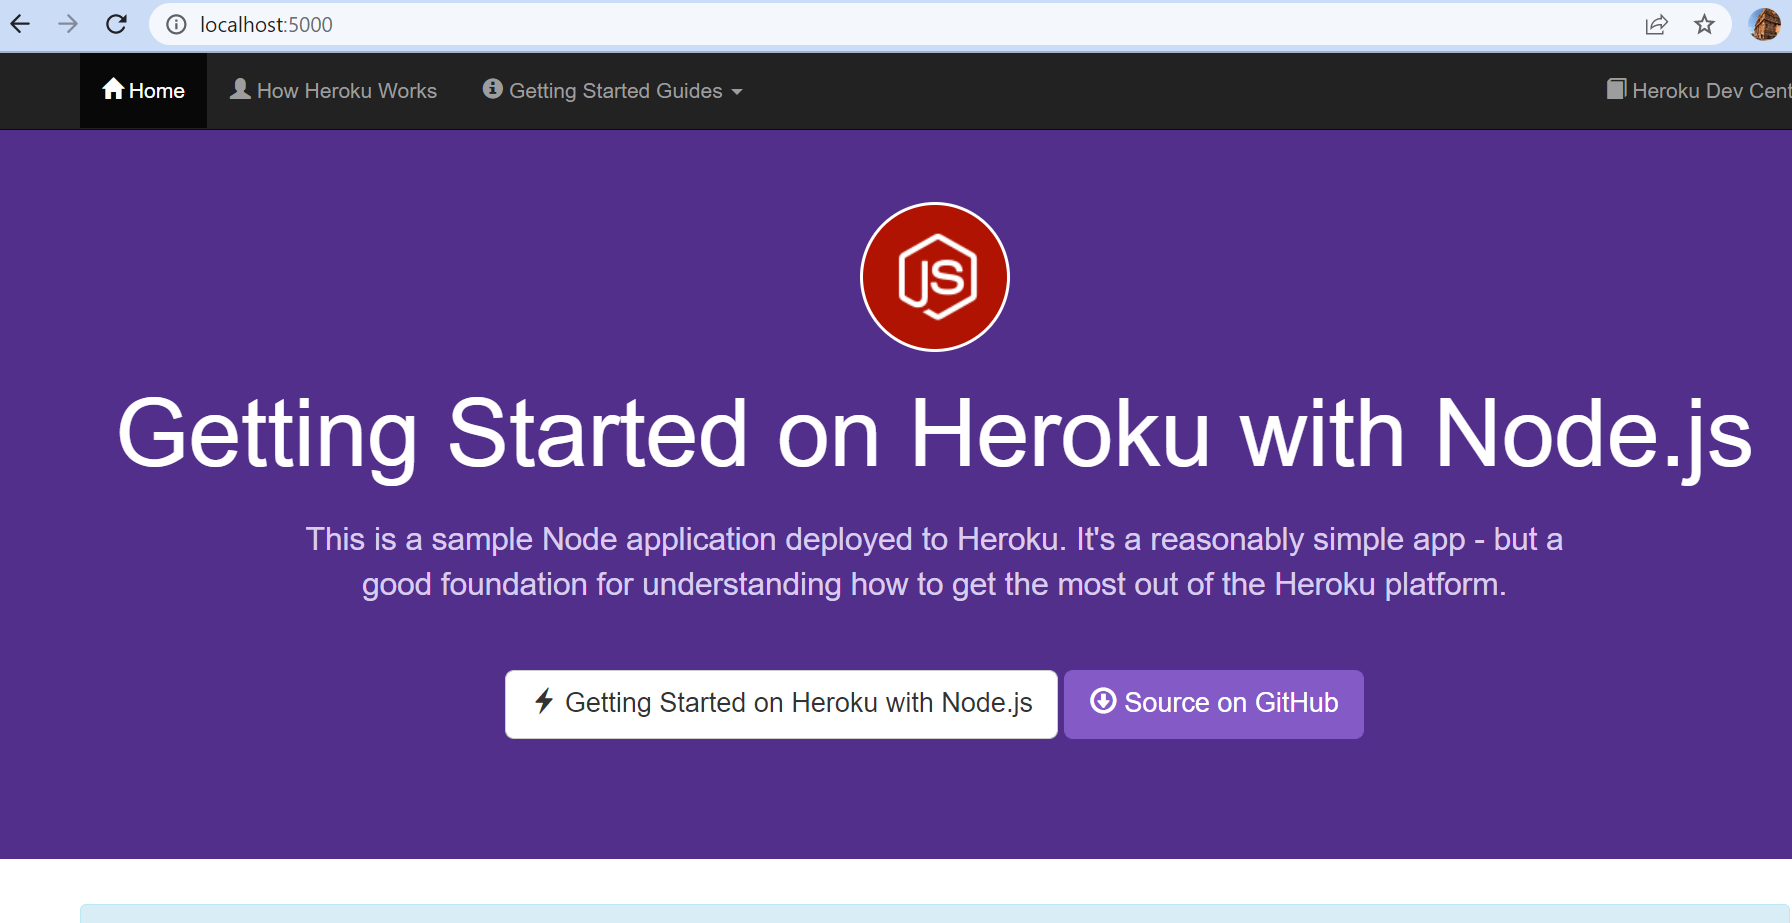 localhost:5000
Home How Heroku Works Getting Started Guides Heroku Dev Cent
JS
Getting Started on Heroku with Node.js
This is a sample Node application deployed to Heroku. It's a reasonably simple app - but a
good foundation for understanding how to get the most out of the Heroku platform.
Getting Started on Heroku with Node.js Source on GitHub